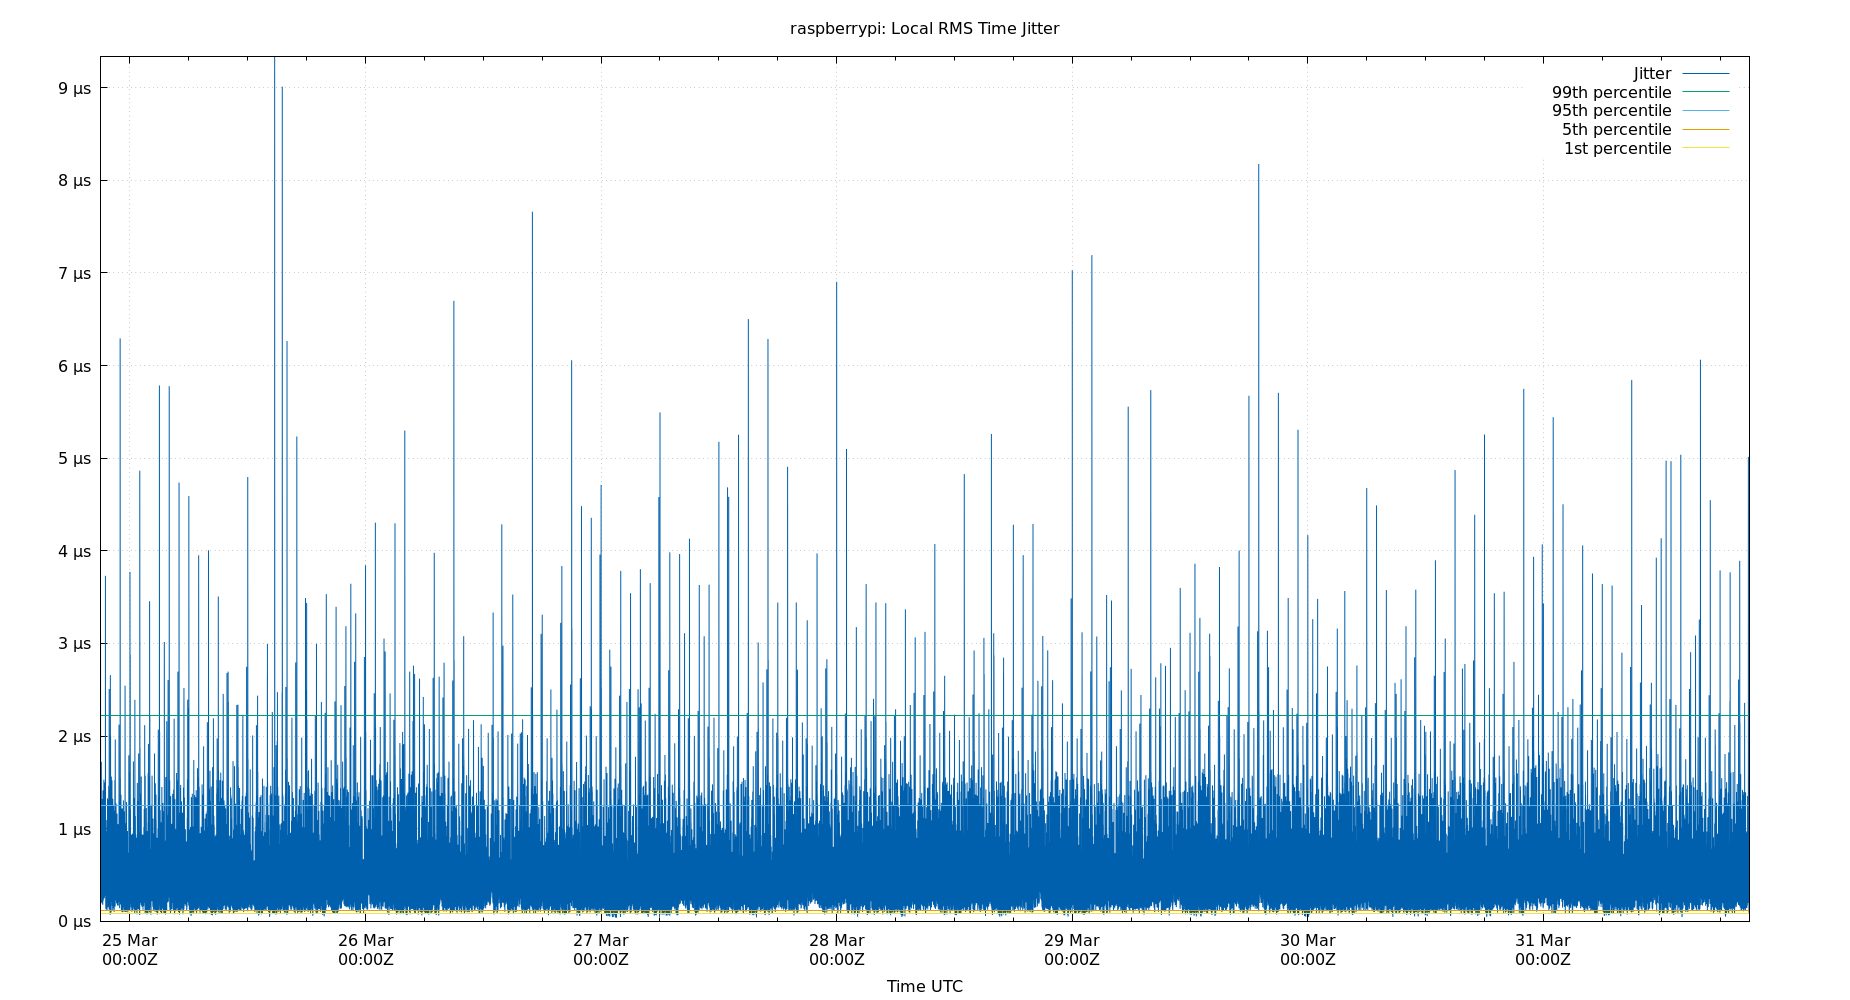 raspberrypi: Local RMS Time Jitter
Jitter
99th percentile
95th percentile
5th percentile
1st percentile
9 µs
8 µs
7 µs
6 µs
5 µs
4 µs
3 µs
2 µs
1 µs
0 µs
25 Mar 26 Mar 27 Mar 28 Mar 29 Mar 30 Mar 31 Mar
00:00Z 00:00Z 00:00Z 00:00Z 00:00Z 00:00Z 00:00Z
Time UTC